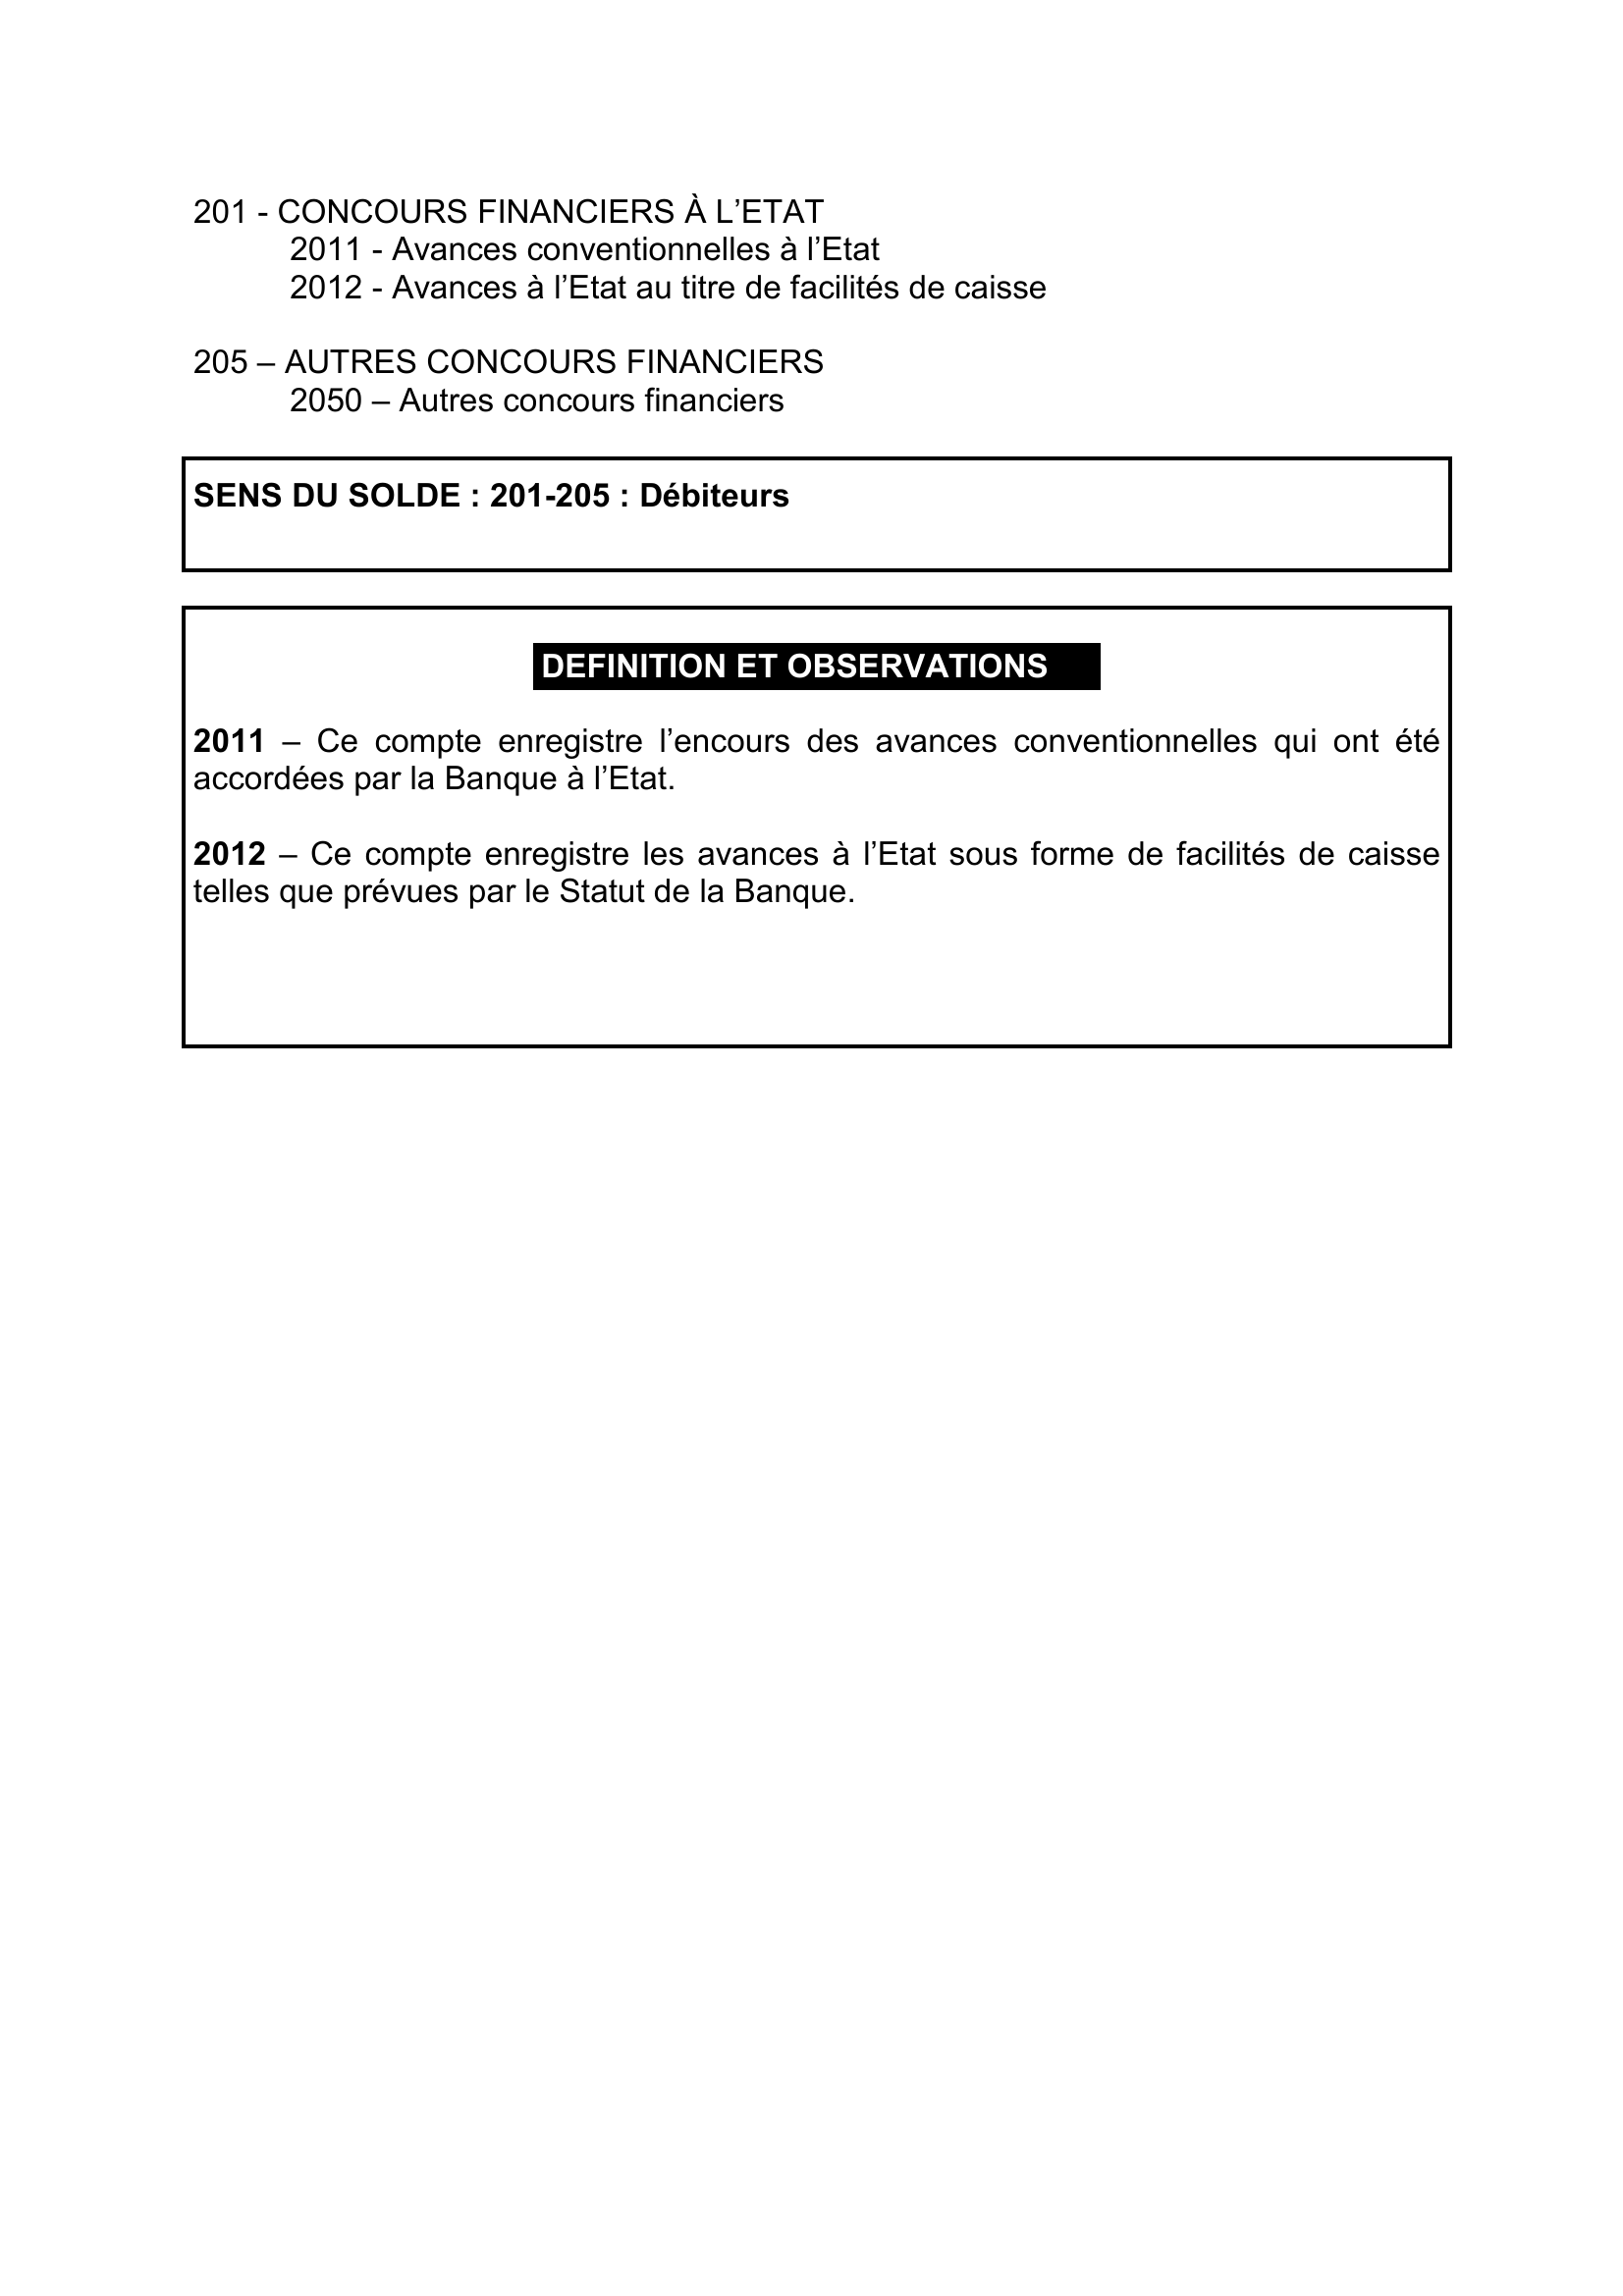 201 - CONCOURS FINANCIERS À L’ETAT
2011 - Avances conventionnelles à l’Etat
2012 - Avances à l’Etat au titre de facilités de caisse
205 – AUTRES CONCOURS FINANCIERS
2050 – Autres concours financiers
SENS DU SOLDE : 201-205 : Débiteurs
DEFINITION ET OBSERVATIONS
2011 – Ce compte enregistre l’encours des avances conventionnelles qui ont été
accordées par la Banque à l’Etat.
2012 – Ce compte enregistre les avances à l’Etat sous forme de facilités de caisse
telles que prévues par le Statut de la Banque.